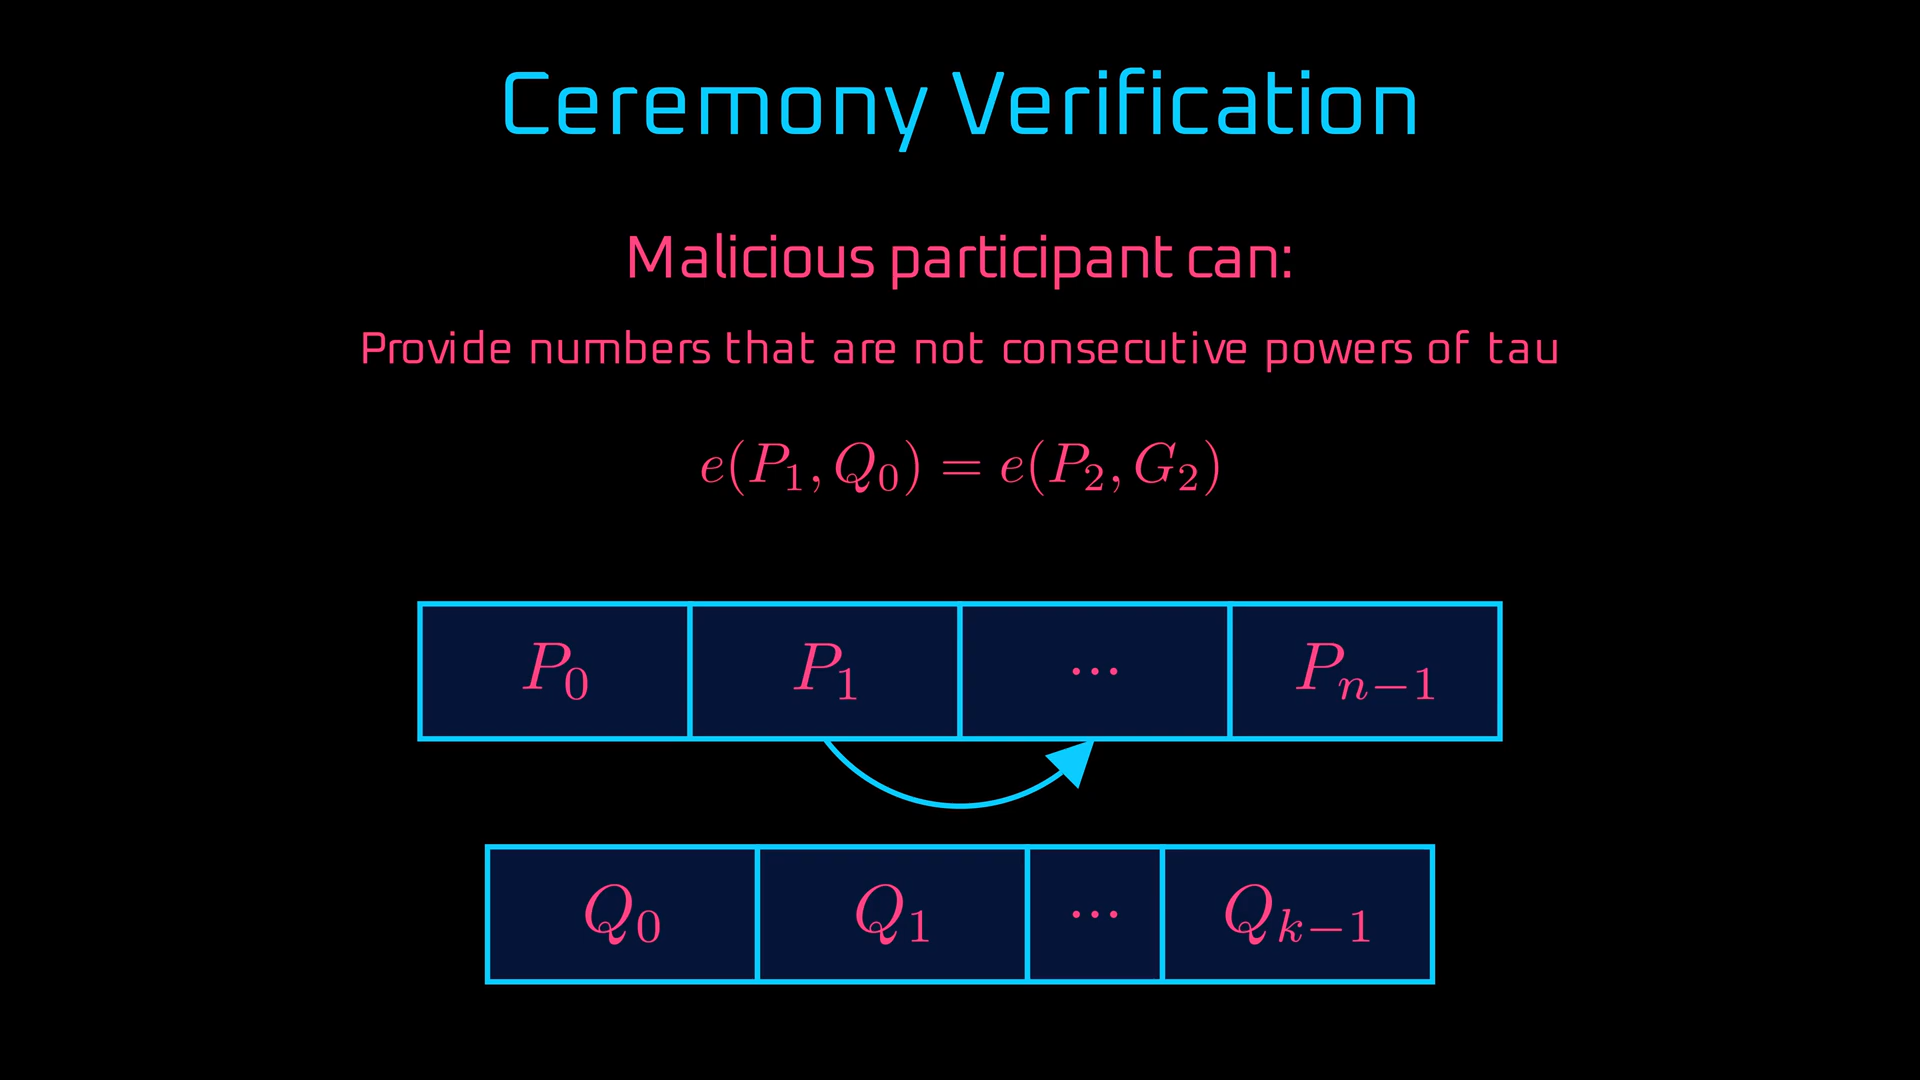 Ceremony Verification
Malicious participant can:
Provide numbers that are not consecutive powers of tau
e(P₁, Q₀) = e(P₂, G₂)
P₀ P₁ ··· Pₙ₋₁
Q₀ Q₁ ··· Qₖ₋₁